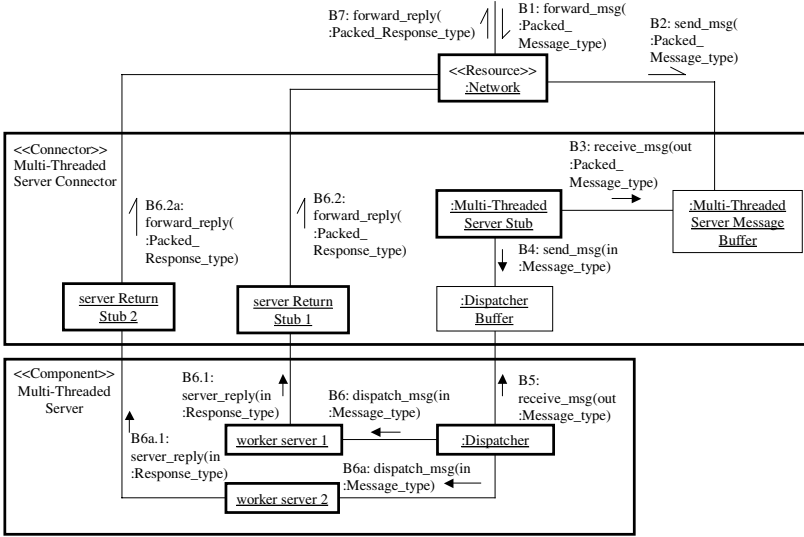 B7: forward_reply(
:Packed_Response_type)
B1: forward_msg(
:Packed_
Message_type)
B2: send_msg(
:Packed_
Message_type)
<<Resource>>
:Network
<<Connector>>
Multi-Threaded
Server Connector
B3: receive_msg(out
:Packed_
Message_type)
B6.2a:
forward_reply(
:Packed_
Response_type)
B6.2:
forward_reply(
:Packed_
Response_type)
:Multi-Threaded
Server Stub
:Multi-Threaded
Server Message
Buffer
B4: send_msg(in
:Message_type)
server Return
Stub 2
server Return
Stub 1
:Dispatcher
Buffer
<<Component>>
Multi-Threaded
Server
B6.1:
server_reply(in
:Response_type)
B6: dispatch_msg(in
:Message_type)
B5:
receive_msg(out
:Message_type)
B6a.1:
server_reply(in
:Response_type)
worker server 1
:Dispatcher
B6a: dispatch_msg(in
:Message_type)
worker server 2